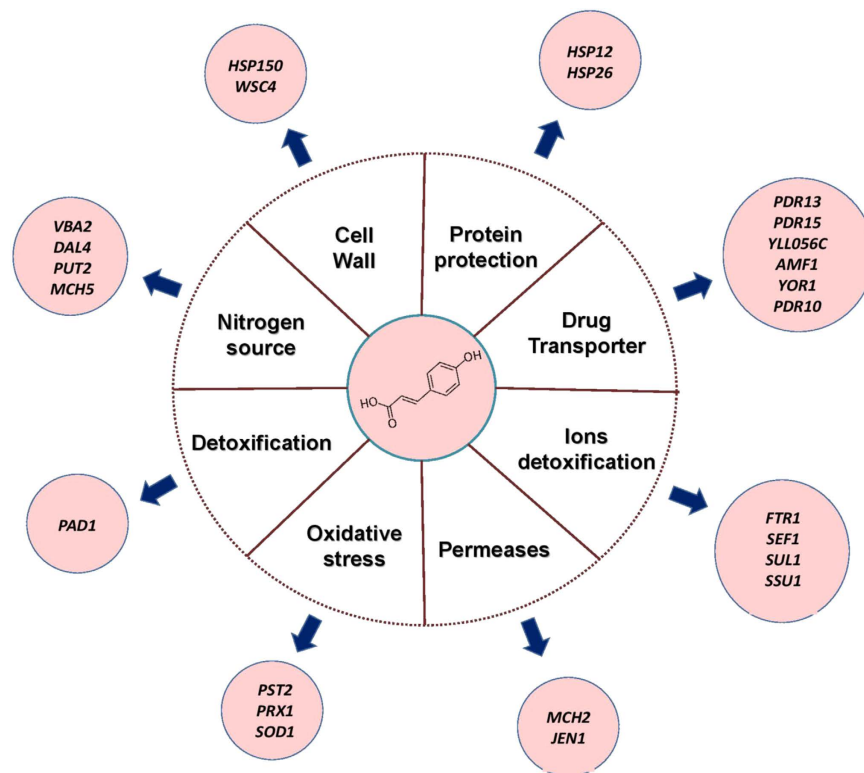 HSP150
WSC4
HSP12
HSP26
VBA2
DAL4
PUT2
MCH5
PDR13
PDR15
YLL056C
AMF1
YOR1
PDR10
Cell
Wall
Protein
protection
Nitrogen
source
Drug
Transporter
OH
HO
O
Detoxification
Ions
detoxification
Oxidative
stress
Permeases
PAD1
FTR1
SEF1
SUL1
SSU1
PST2
PRX1
SOD1
MCH2
JEN1